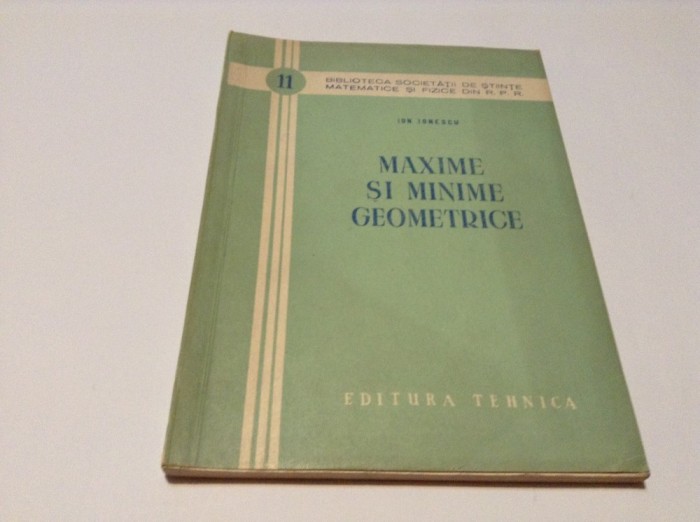 11
BIBLIOTECA SOCIETĂȚII DE ȘTIINȚE
MATEMATICE ȘI FIZICE DIN R. P. R.
ION IONESCU
MAXIME
ȘI MINIME
GEOMETRICE
EDITURA TEHNICA